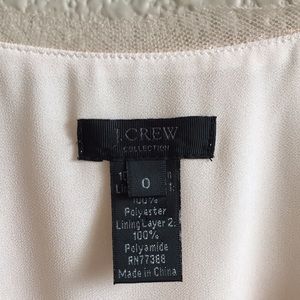 J.CREW
COLLECTION
0
100%
Polyester
Lining Layer 2:
100%
Polyamide
RN77388
Made in China